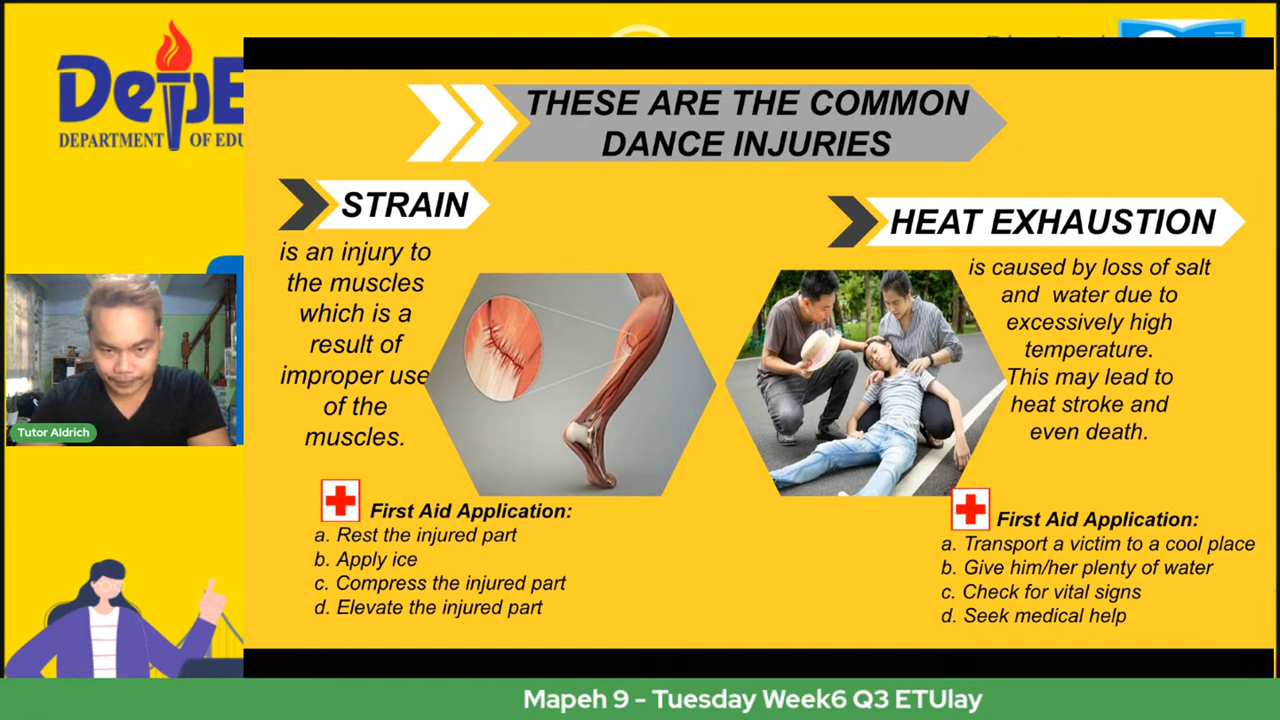 DepE
DEPARTMENT OF EDU
THESE ARE THE COMMON
DANCE INJURIES
STRAIN
is an injury to
the muscles
which is a
result of
improper use
of the
muscles.
First Aid Application:
a. Rest the injured part
b. Apply ice
c. Compress the injured part
d. Elevate the injured part
HEAT EXHAUSTION
is caused by loss of salt
and water due to
excessively high
temperature.
This may lead to
heat stroke and
even death.
First Aid Application:
a. Transport a victim to a cool place
b. Give him/her plenty of water
c. Check for vital signs
d. Seek medical help
Tutor Aldrich
Mapeh 9 - Tuesday Week6 Q3 ETUlay